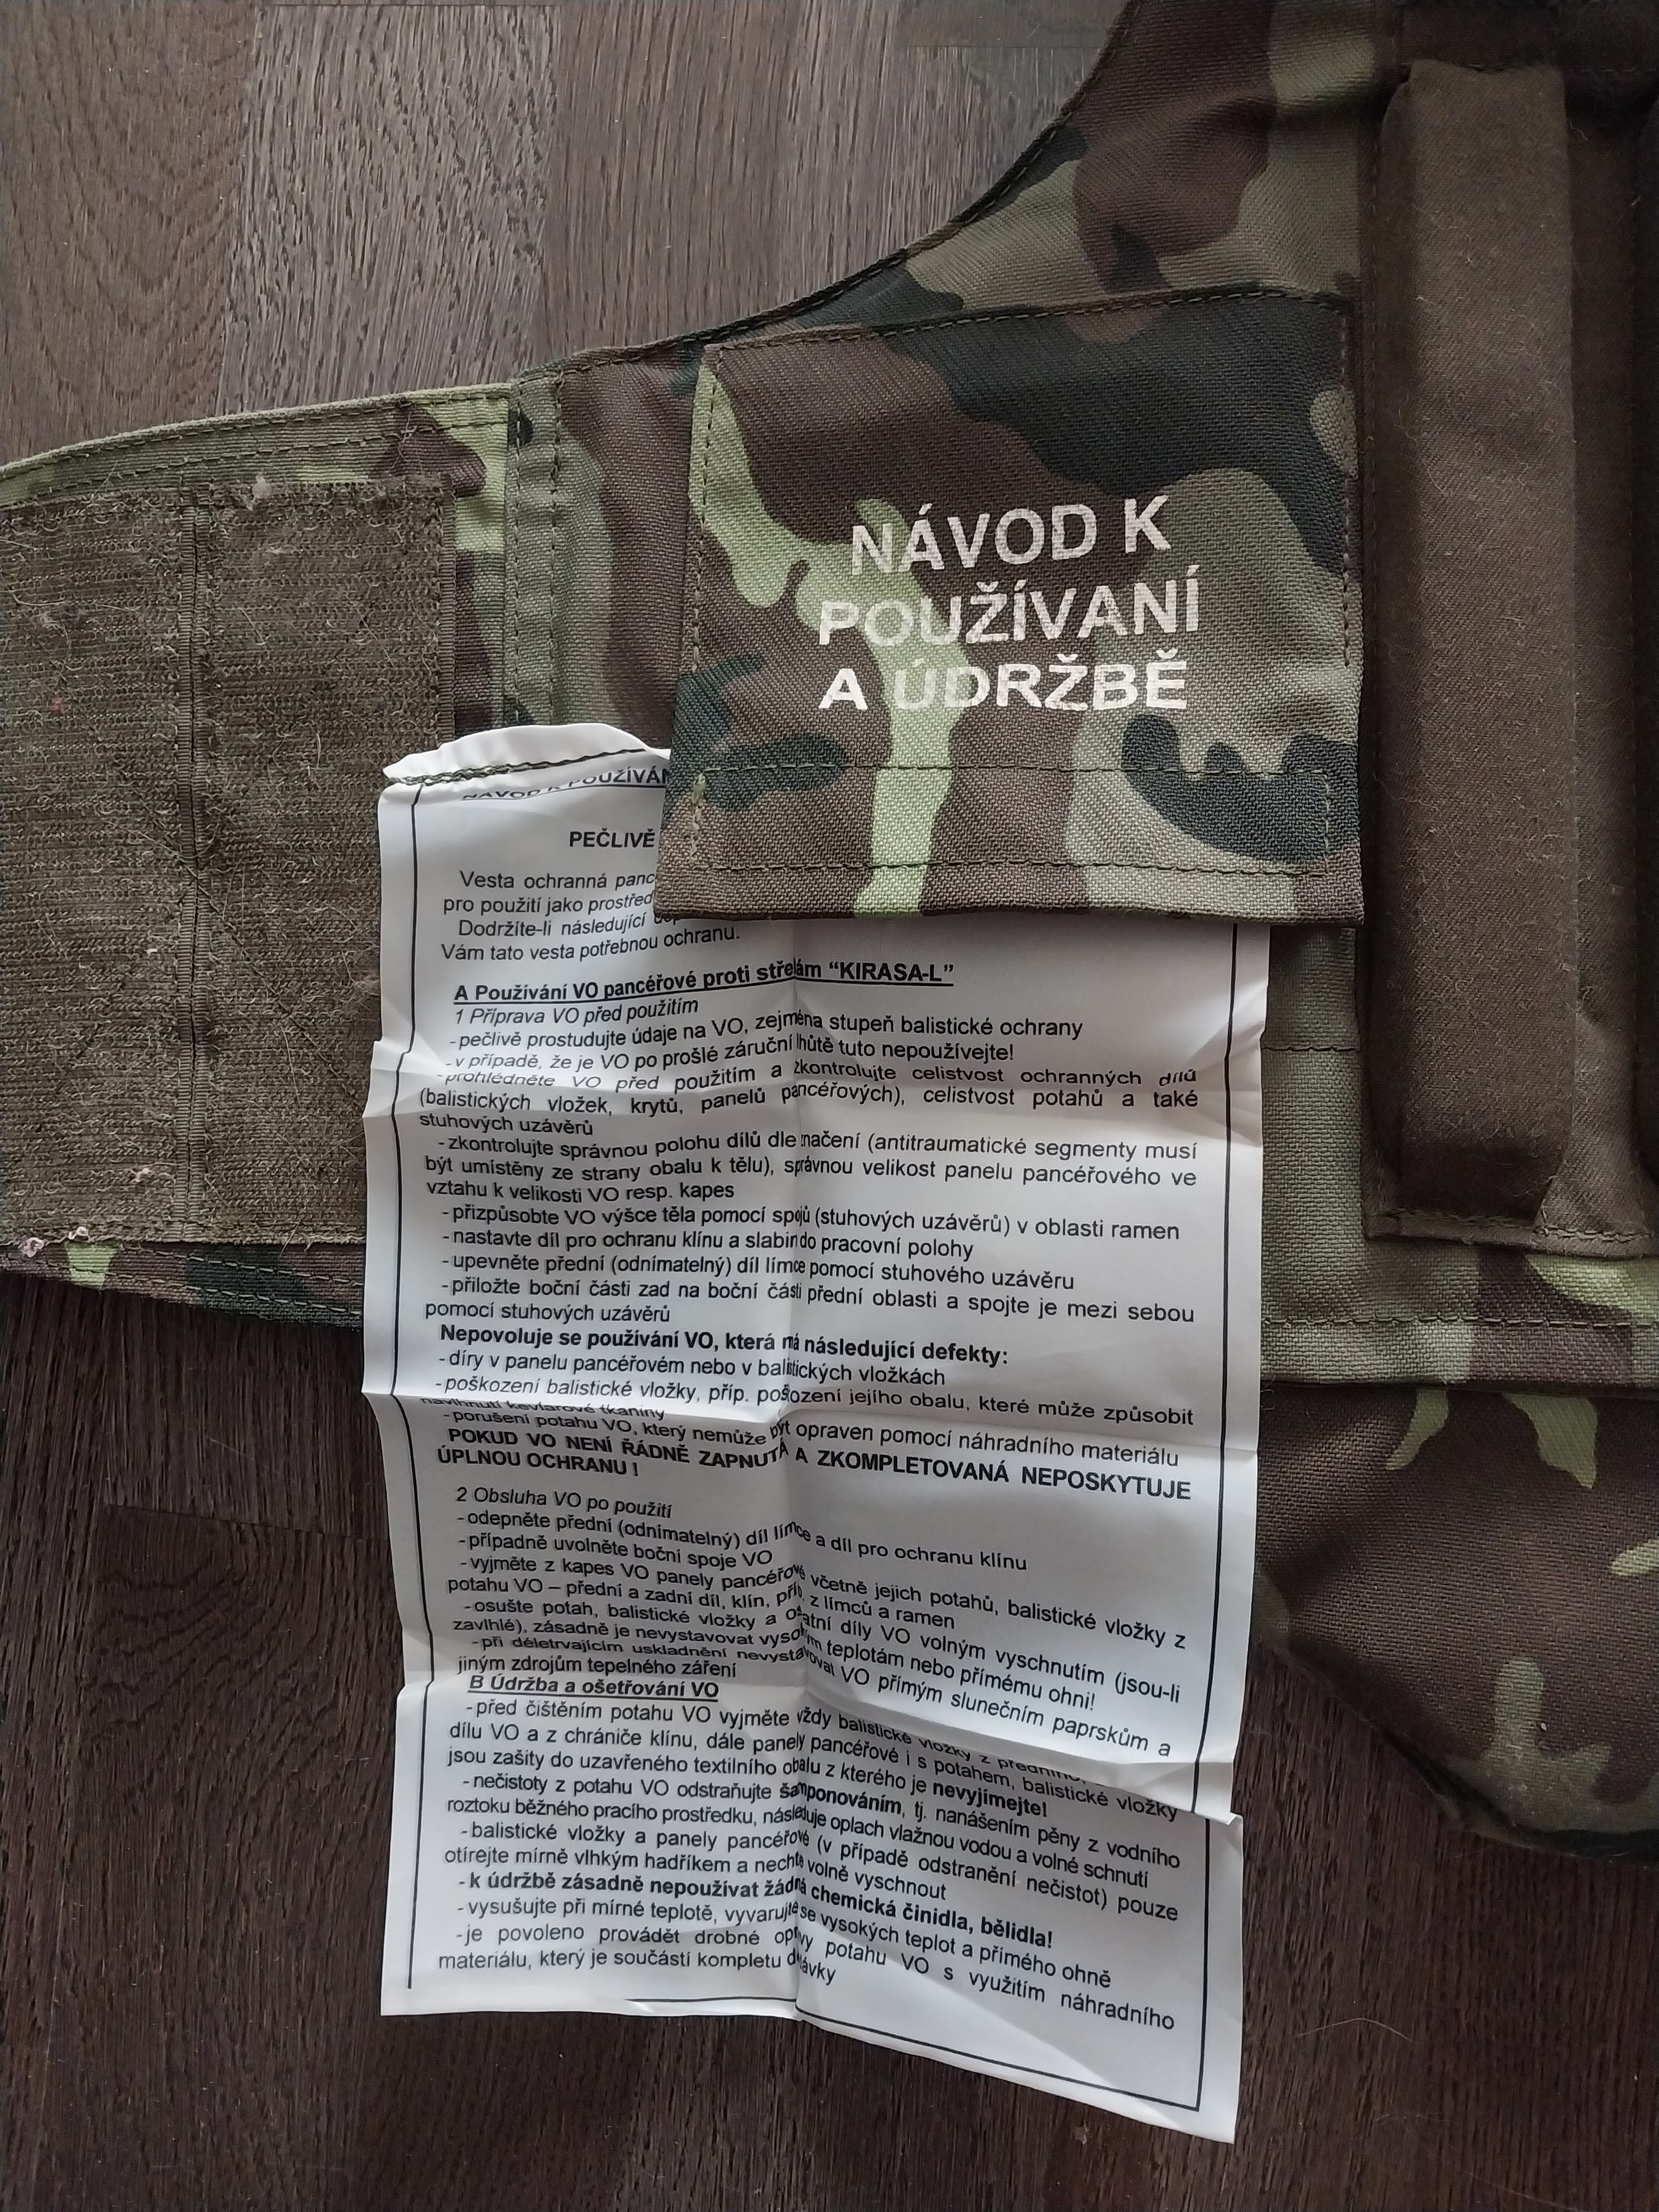 NÁVOD K
POUŽÍVANÍ
A ÚDRŽBĚ
NÁVOD K
PEČLIVĚ
Vesta ochranná
pro použití jako
Dodržíte-li následující
Vám tato vesta potřebnou ochranu.
A Používání VO pancéřové proti střelám “KIRASA-L”
1 Příprava VO před použitím
-pečlivě prostudujte údaje na VO, zejména stupeň balistické ochrany
-v případě, že je VO po prošlé záruční lhůtě tuto nepoužívejte!
-prohlédněte VO před použitím a zkontrolujte celistvost ochranných dílů
(balistických vložek, krytů, panelů pancéřových), celistvost potahů a také
stuhových uzávěrů
-zkontrolujte správnou polohu dílů dle značení (antitraumatické segmenty musí
být umístěny ze strany obalu k tělu), správnou velikost panelu pancéřového ve
vztahu k velikosti VO resp. kapes
-přizpůsobte VO výšce těla pomocí spojů (stuhových uzávěrů) v oblasti ramen
-nastavte díl pro ochranu klínu a slabin do pracovní polohy
-upevněte přední (odnímatelný) díl límce pomocí stuhového uzávěru
-přiložte boční části zad na boční části přední oblasti a spojte je mezi sebou
pomocí stuhových uzávěrů
Nepovoluje se používání VO, která má následující defekty:
-díry v panelu pancéřovém nebo v balistických vložkách
-poškození balistické vložky, příp. poškození jejího obalu, které může způsobit
navlhnutí kevlarové tkaniny
-porušení potahu VO, který nemůže být opraven pomocí náhradního materiálu
POKUD VO NENÍ ŘÁDNĚ ZAPNUTÁ A ZKOMPLETOVANÁ NEPOSKYTUJE
ÚPLNOU OCHRANU !
2 Obsluha VO po použití
-odepněte přední (odnímatelný) díl límce a díl pro ochranu klínu
-případně uvolněte boční spoje VO
-vyjměte z kapes VO panely pancéřové včetně jejich potahů, balistické vložky z
potahu VO – přední a zadní díl, klín, příp. z límců a ramen
-osušte potah, balistické vložky a ostatní díly VO volným vyschnutím (jsou-li
zavlhlé), zásadně je nevystavovat vysokým teplotám nebo přímému ohni!
-při déletrvajícím uskladnění nevystavovat VO přímým slunečním paprskům a
jiným zdrojům tepelného záření
B Údržba a ošetřování VO
-před čištěním potahu VO vyjměte vždy balistické vložky z předního,
dílu VO a z chrániče klínu, dále panely pancéřové i s potahem, balistické vložky
jsou zašity do uzavřeného textilního obalu z kterého je nevyjímejte!
-nečistoty z potahu VO odstraňujte šamponováním, tj. nanášením pěny z vodního
roztoku běžného pracího prostředku, následuje oplach vlažnou vodou a volné schnutí
-balistické vložky a panely pancéřové (v případě odstranění nečistot) pouze
otírejte mírně vlhkým hadříkem a nechte volně vyschnout
-k údržbě zásadně nepoužívat žádná chemická činidla, bělidla!
-vysušujte při mírné teplotě, vyvarujte se vysokých teplot a přímého ohně
-je povoleno provádět drobné opravy potahu VO s využitím náhradního
materiálu, který je součástí kompletu dodávky